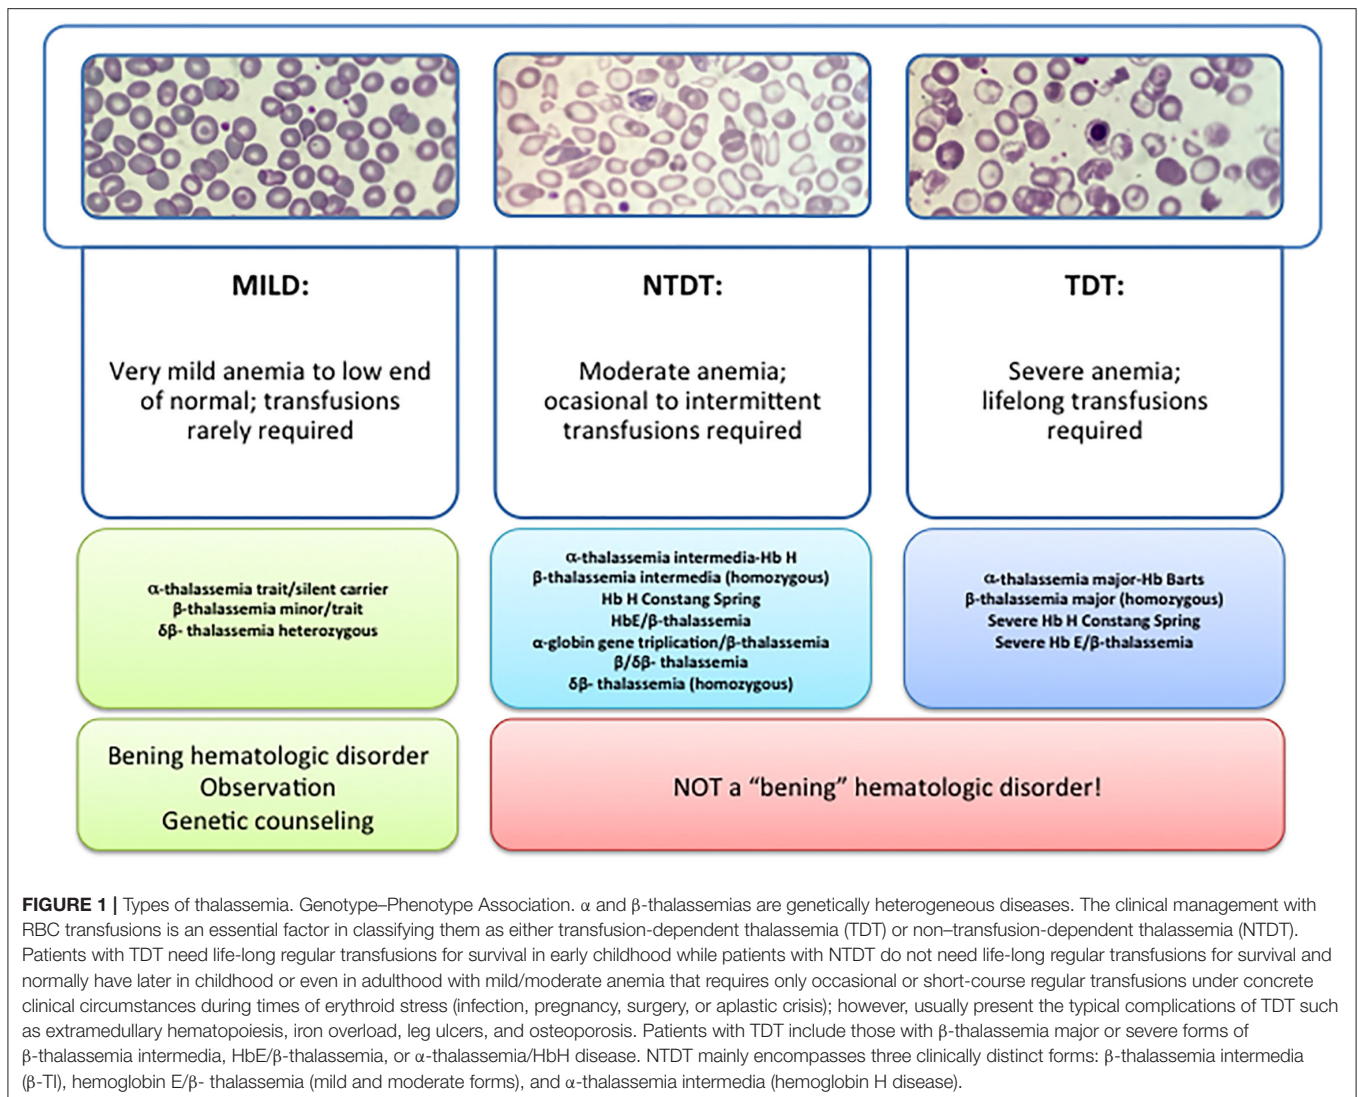 MILD:
Very mild anemia to low end
of normal; transfusions
rarely required
NTDT:
Moderate anemia;
ocasional to intermittent
transfusions required
TDT:
Severe anemia;
lifelong transfusions
required
α-thalassemia trait/silent carrier
β-thalassemia minor/trait
δβ- thalassemia heterozygous
α-thalassemia intermedia-Hb H
β-thalassemia intermedia (homozygous)
Hb H Constang Spring
HbE/β-thalassemia
α-globin gene triplication/β-thalassemia
β/δβ- thalassemia
δβ- thalassemia (homozygous)
α-thalassemia major-Hb Barts
β-thalassemia major (homozygous)
Severe Hb H Constang Spring
Severe Hb E/β-thalassemia
Bening hematologic disorder
Observation
Genetic counseling
NOT a “bening” hematologic disorder!
FIGURE 1 | Types of thalassemia. Genotype–Phenotype Association. α and β-thalassemias are genetically heterogeneous diseases. The clinical management with
RBC transfusions is an essential factor in classifying them as either transfusion-dependent thalassemia (TDT) or non–transfusion-dependent thalassemia (NTDT).
Patients with TDT need life-long regular transfusions for survival in early childhood while patients with NTDT do not need life-long regular transfusions for survival and
normally have later in childhood or even in adulthood with mild/moderate anemia that requires only occasional or short-course regular transfusions under concrete
clinical circumstances during times of erythroid stress (infection, pregnancy, surgery, or aplastic crisis); however, usually present the typical complications of TDT such
as extramedullary hematopoiesis, iron overload, leg ulcers, and osteoporosis. Patients with TDT include those with β-thalassemia major or severe forms of
β-thalassemia intermedia, HbE/β-thalassemia, or α-thalassemia/HbH disease. NTDT mainly encompasses three clinically distinct forms: β-thalassemia intermedia
(β-TI), hemoglobin E/β- thalassemia (mild and moderate forms), and α-thalassemia intermedia (hemoglobin H disease).